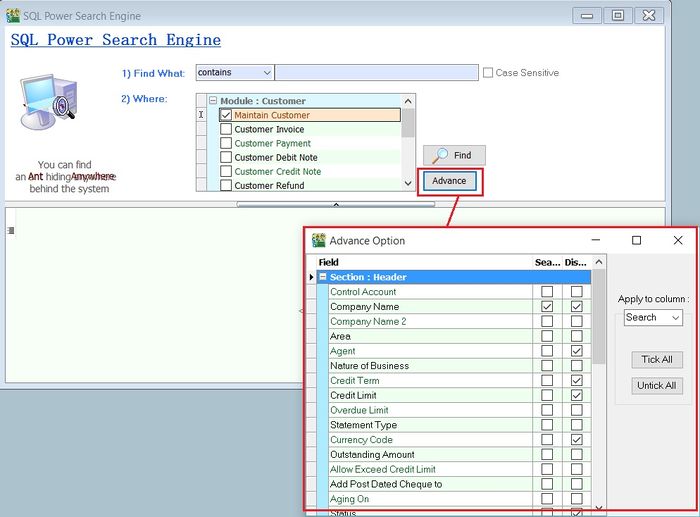 SQL Power Search Engine
SQL Power Search Engine
1) Find What:
contains
Case Sensitive
2) Where:
Module : Customer
Maintain Customer
Customer Invoice
Customer Payment
Customer Debit Note
Customer Credit Note
Customer Refund
Find
Advance
You can find
an Ant hiding Anywhere
behind the system
Advance Option
Field Sea... Dis...
Section : Header
Control Account
Company Name
Company Name 2
Area
Agent
Nature of Business
Credit Term
Credit Limit
Overdue Limit
Statement Type
Currency Code
Outstanding Amount
Allow Exceed Credit Limit
Add Post Dated Cheque to
Aging On
Status
Apply to column :
Search
Tick All
Untick All